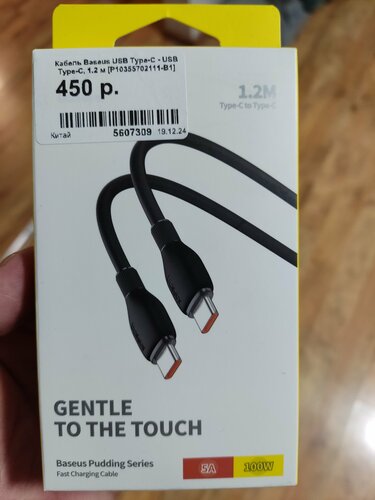 Кабель Baseus USB Type-C - USB
Type-C, 1.2 м [P10355702111-B1]
450 р.
Китай 5607309 19.12.24
1.2M
Type-C to Type-C
GENTLE
TO THE TOUCH
Baseus Pudding Series
Fast Charging Cable
5A 100W